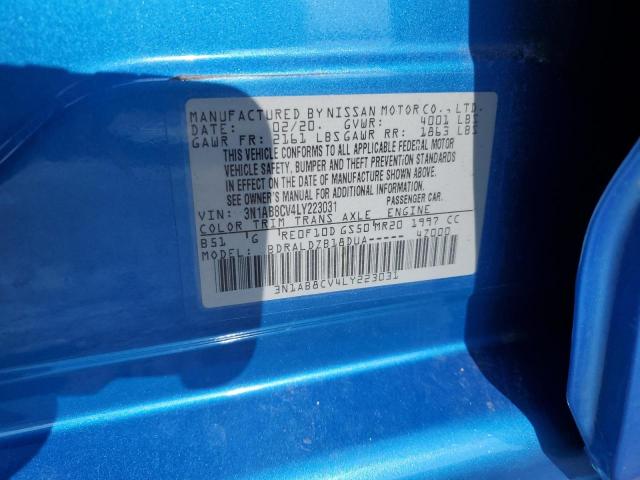 MANUFACTURED BY NISSAN MOTOR CO., LTD.
DATE: 02/20. GVWR: 4001 LBS
GAWR FR: 2161 LBS GAWR RR: 1863 LBS
THIS VEHICLE CONFORMS TO ALL APPLICABLE FEDERAL MOTOR
VEHICLE SAFETY, BUMPER AND THEFT PREVENTION STANDARDS
IN EFFECT ON THE DATE OF MANUFACTURE SHOWN ABOVE.
SEE OWNER'S MANUAL FOR ADDITIONAL INFORMATION.
VIN: 3N1AB8CV4LY223031 PASSENGER CAR.
COLOR TRIM TRANS AXLE ENGINE
B51 G RE0F10D GS50 MR20 1997 CC
MODEL: BDRALDZB18DUA----- 4Z000
3N1AB8CV4LY223031